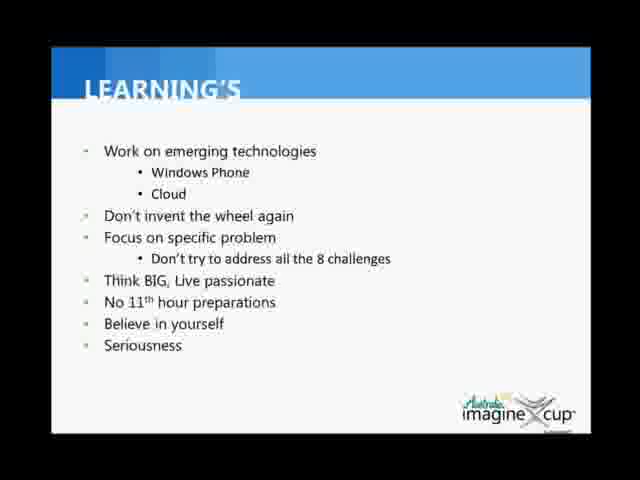 LEARNING'S
• Work on emerging technologies
• Windows Phone
• Cloud
• Don't invent the wheel again
• Focus on specific problem
• Don't try to address all the 8 challenges
• Think BIG, Live passionate
• No 11th hour preparations
• Believe in yourself
• Seriousness
Australia
imagine cup